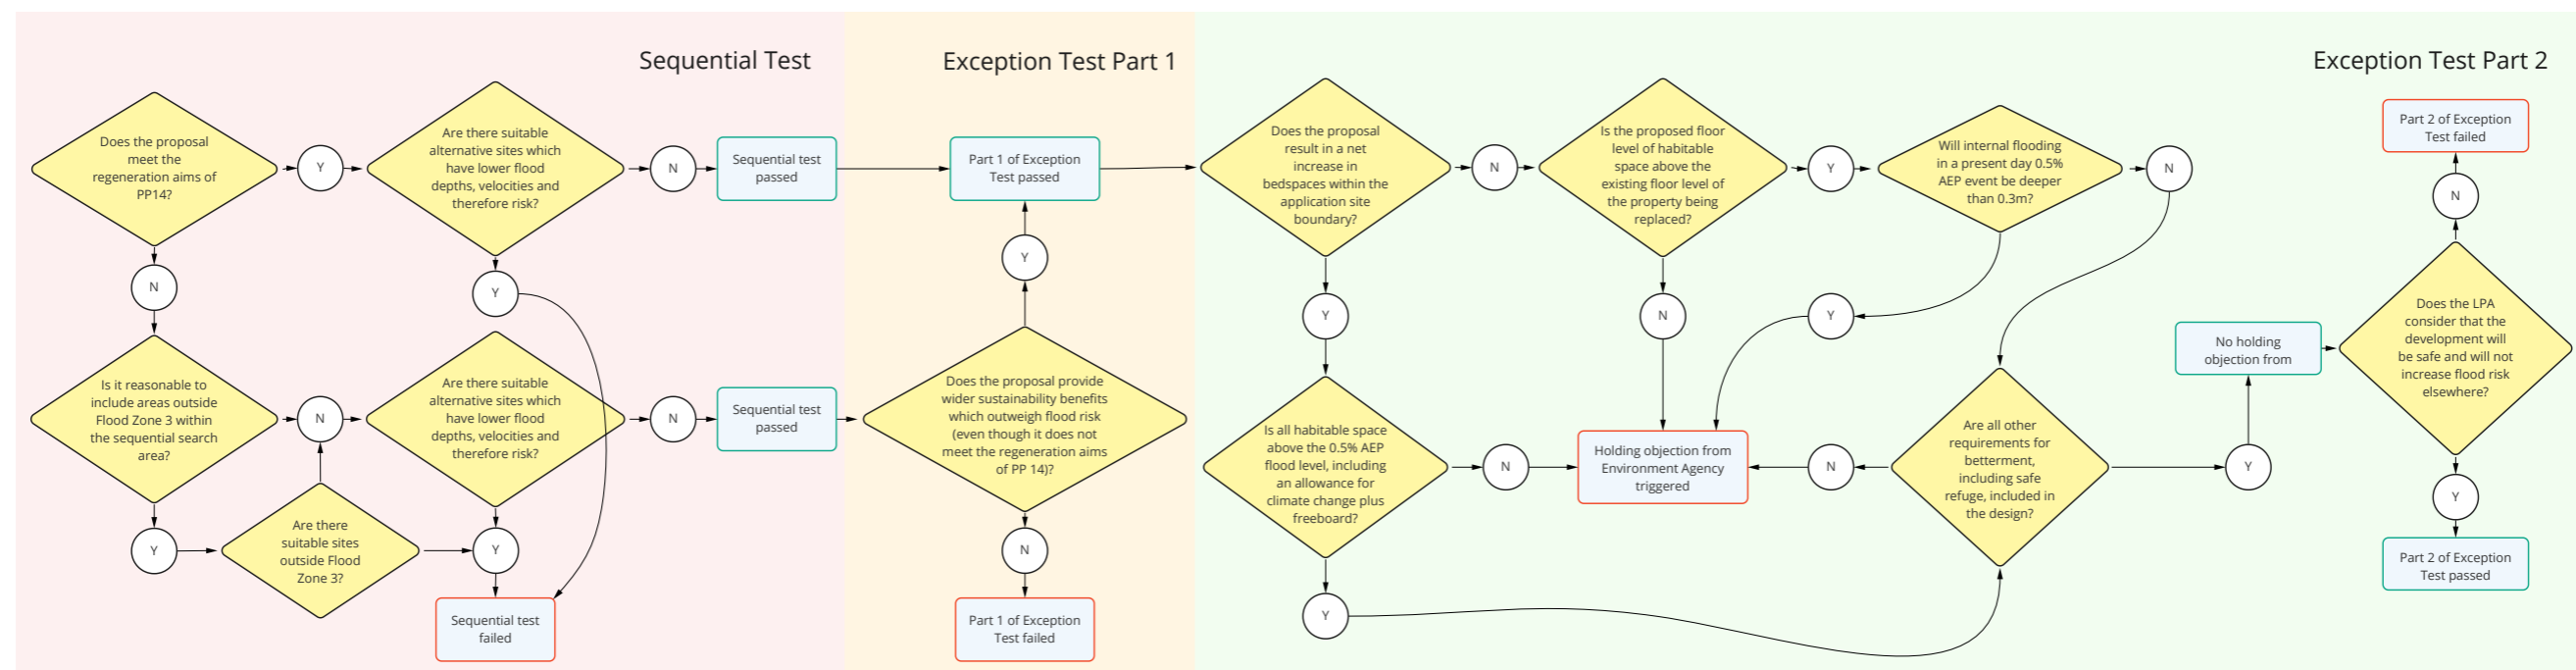 Sequential Test
Does the proposal
meet the
regeneration aims of
PP14?
Y
Are there suitable
alternative sites which
have lower flood
depths, velocities and
therefore risk?
N
Sequential test
passed
N
Y
Is it reasonable to
include areas outside
Flood Zone 3 within
the sequential search
area?
N
Are there suitable
alternative sites which
have lower flood
depths, velocities and
therefore risk?
N
Sequential test
passed
Y
Are there
suitable sites
outside Flood
Zone 3?
Y
Sequential test
failed
Exception Test Part 1
Part 1 of Exception
Test passed
Y
Does the proposal provide
wider sustainability benefits
which outweigh flood risk
(even though it does not
meet the regeneration aims
of PP 14)?
N
Part 1 of Exception
Test failed
Exception Test Part 2
Does the proposal
result in a net
increase in
bedspaces within the
application site
boundary?
N
Is the proposed floor
level of habitable
space above the
existing floor level of
the property being
replaced?
Y
Will internal flooding
in a present day 0.5%
AEP event be deeper
than 0.3m?
N
Y
N
Y
Is all habitable space
above the 0.5% AEP
flood level, including
an allowance for
climate change plus
freeboard?
N
Holding objection from
Environment Agency
triggered
N
Are all other
requirements for
betterment,
including safe
refuge, included in
the design?
Y
Y
No holding
objection from
Part 2 of Exception
Test failed
N
Does the LPA
consider that the
development will
be safe and will not
increase flood risk
elsewhere?
Y
Part 2 of Exception
Test passed